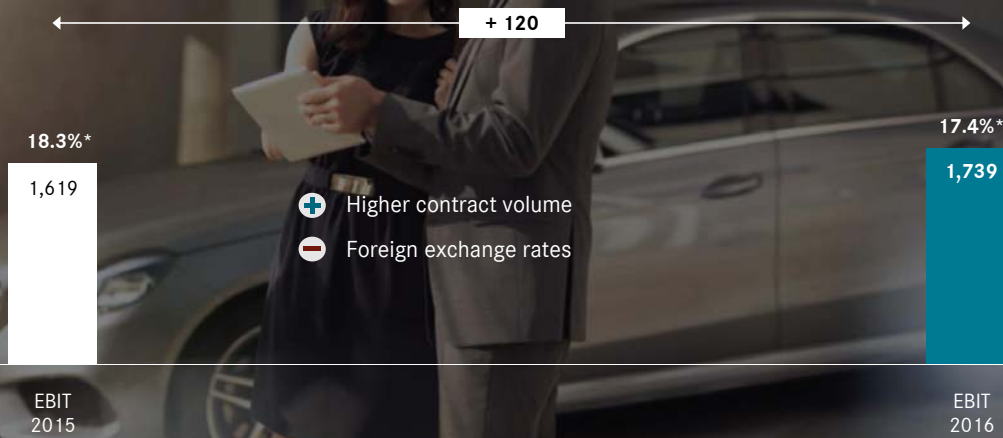 + 120
18.3%*
17.4%*
1,619
1,739
Higher contract volume
Foreign exchange rates
EBIT
2015
EBIT
2016